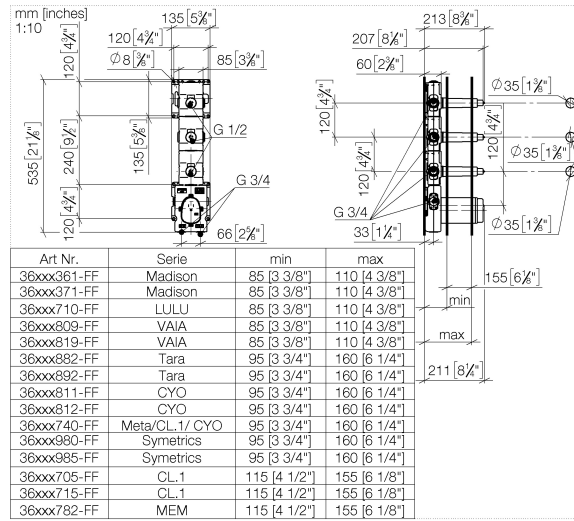 mm [inches]
1:10
135 [5⅜"]
120 [4¾"]
Ø 8 [⅜"]
85 [3⅜"]
120 [4¾"]
535 [21⅛"]
240 [9½"]
135 [5⅜"]
G 1/2
G 3/4
120 [4¾"]
66 [2⅝"]
213 [8⅜"]
207 [8⅛"]
60 [2⅜"]
Ø 35 [1⅜"]
120 [4¾"]
120 [4¾"]
Ø 35 [1⅜"]
120 [4¾"]
G 3/4
Ø 35 [1⅜"]
33 [1¼"]
155 [6⅛"]
min
max
211 [8¼"]
Art Nr. Serie min max
36xxx361-FF Madison 85 [3 3/8"] 110 [4 3/8"]
36xxx371-FF Madison 85 [3 3/8"] 110 [4 3/8"]
36xxx710-FF LULU 85 [3 3/8"] 110 [4 3/8"]
36xxx809-FF VAIA 85 [3 3/8"] 110 [4 3/8"]
36xxx819-FF VAIA 85 [3 3/8"] 110 [4 3/8"]
36xxx882-FF Tara 95 [3 3/4"] 160 [6 1/4"]
36xxx892-FF Tara 95 [3 3/4"] 160 [6 1/4"]
36xxx811-FF CYO 95 [3 3/4"] 160 [6 1/4"]
36xxx812-FF CYO 95 [3 3/4"] 160 [6 1/4"]
36xxx740-FF Meta/CL.1/ CYO 95 [3 3/4"] 160 [6 1/4"]
36xxx980-FF Symetrics 95 [3 3/4"] 160 [6 1/4"]
36xxx985-FF Symetrics 95 [3 3/4"] 160 [6 1/4"]
36xxx705-FF CL.1 115 [4 1/2"] 155 [6 1/8"]
36xxx715-FF CL.1 115 [4 1/2"] 155 [6 1/8"]
36xxx782-FF MEM 115 [4 1/2"] 155 [6 1/8"]